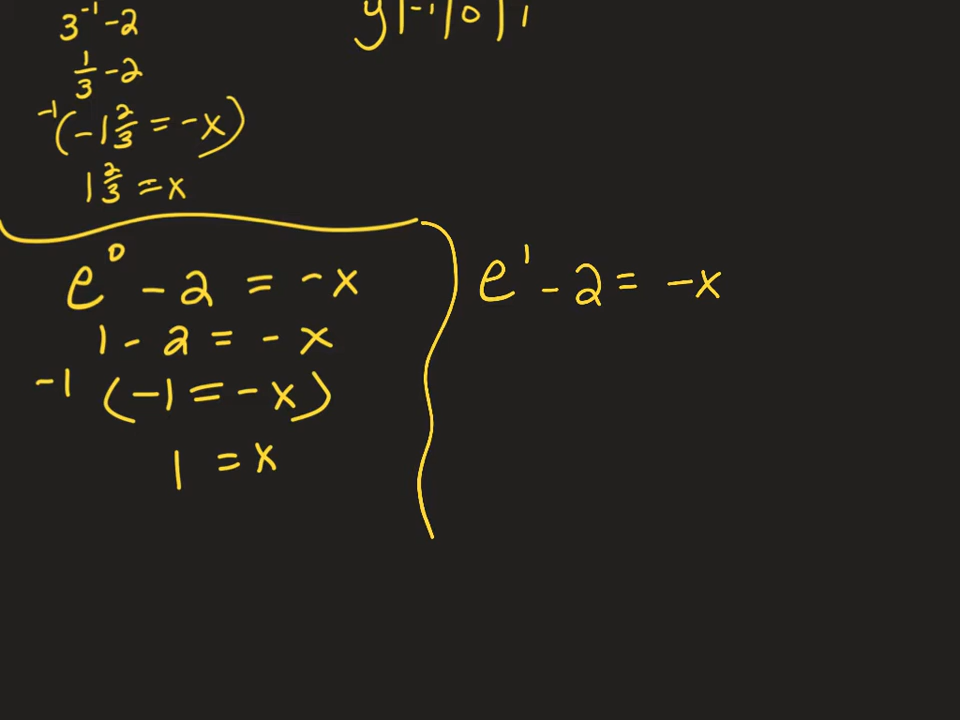 3⁻¹ -2
y|-1|0|1
1/3 -2
-1(-1 2/3 = -x)
1 2/3 = x
e⁰ - 2 = -x
1 - 2 = - x
-1 (-1 = -x)
1 = x
e¹ - 2 = -x